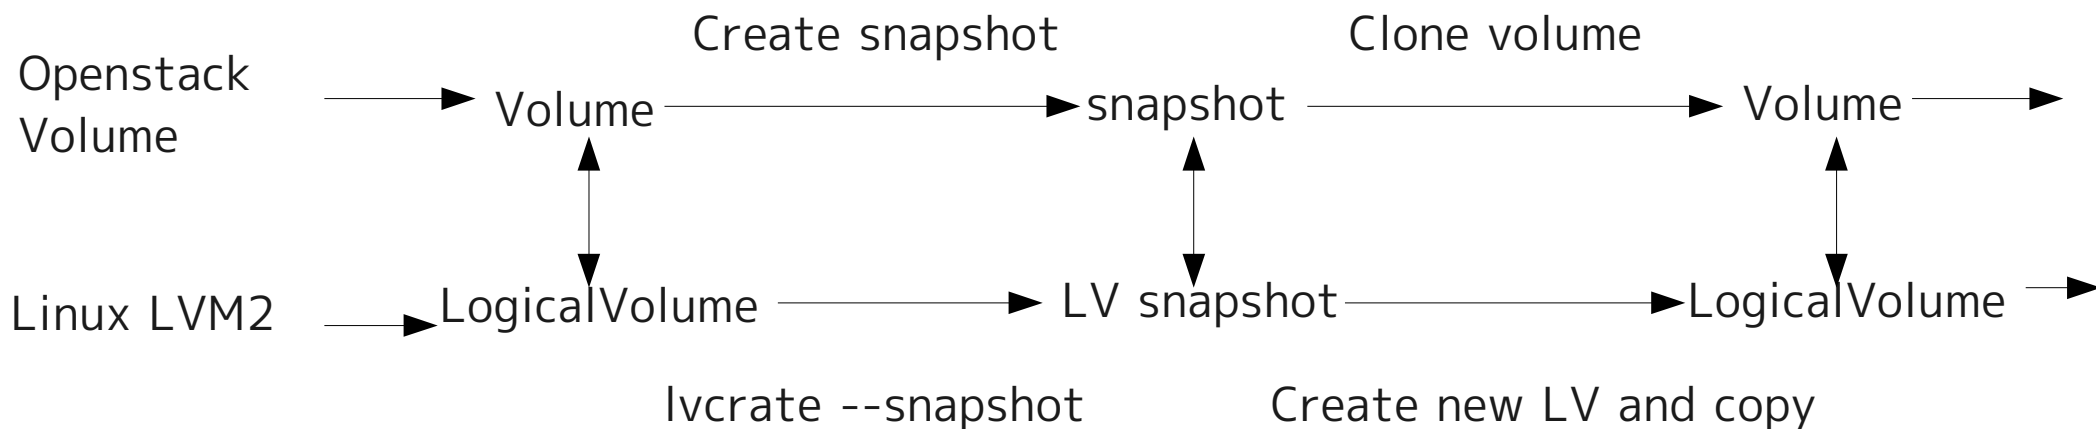 Create snapshot
Clone volume
Openstack
Volume
Volume
snapshot
Volume
Linux LVM2
LogicalVolume
LV snapshot
LogicalVolume
lvcrate --snapshot
Create new LV and copy